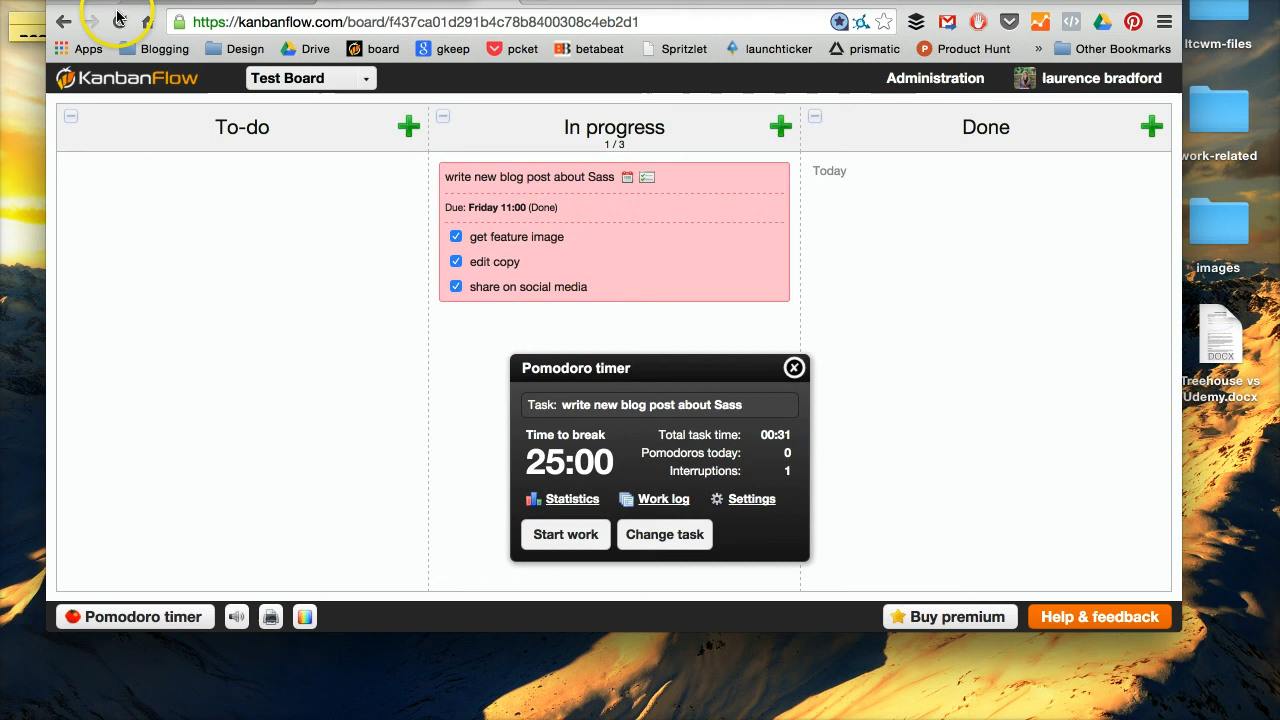 https://kanbanflow.com/board/f437ca01d291b4c78b8400308c4eb2d1
Apps Blogging Design Drive board gkeep pcket betabeat Spritzlet launchticker prismatic Product Hunt » Other Bookmarks
KanbanFlow Test Board Administration laurence bradford
To-do In progress Done
1 / 3
write new blog post about Sass
Today
Due: Friday 11:00 (Done)
get feature image
edit copy
share on social media
Pomodoro timer
Task: write new blog post about Sass
Time to break
25:00
Total task time: 00:31
Pomodoros today: 0
Interruptions: 1
Statistics Work log Settings
Start work Change task
Pomodoro timer Buy premium Help & feedback
ltcwm-files
work-related
images
DOCX
Treehouse vs
Udemy.docx